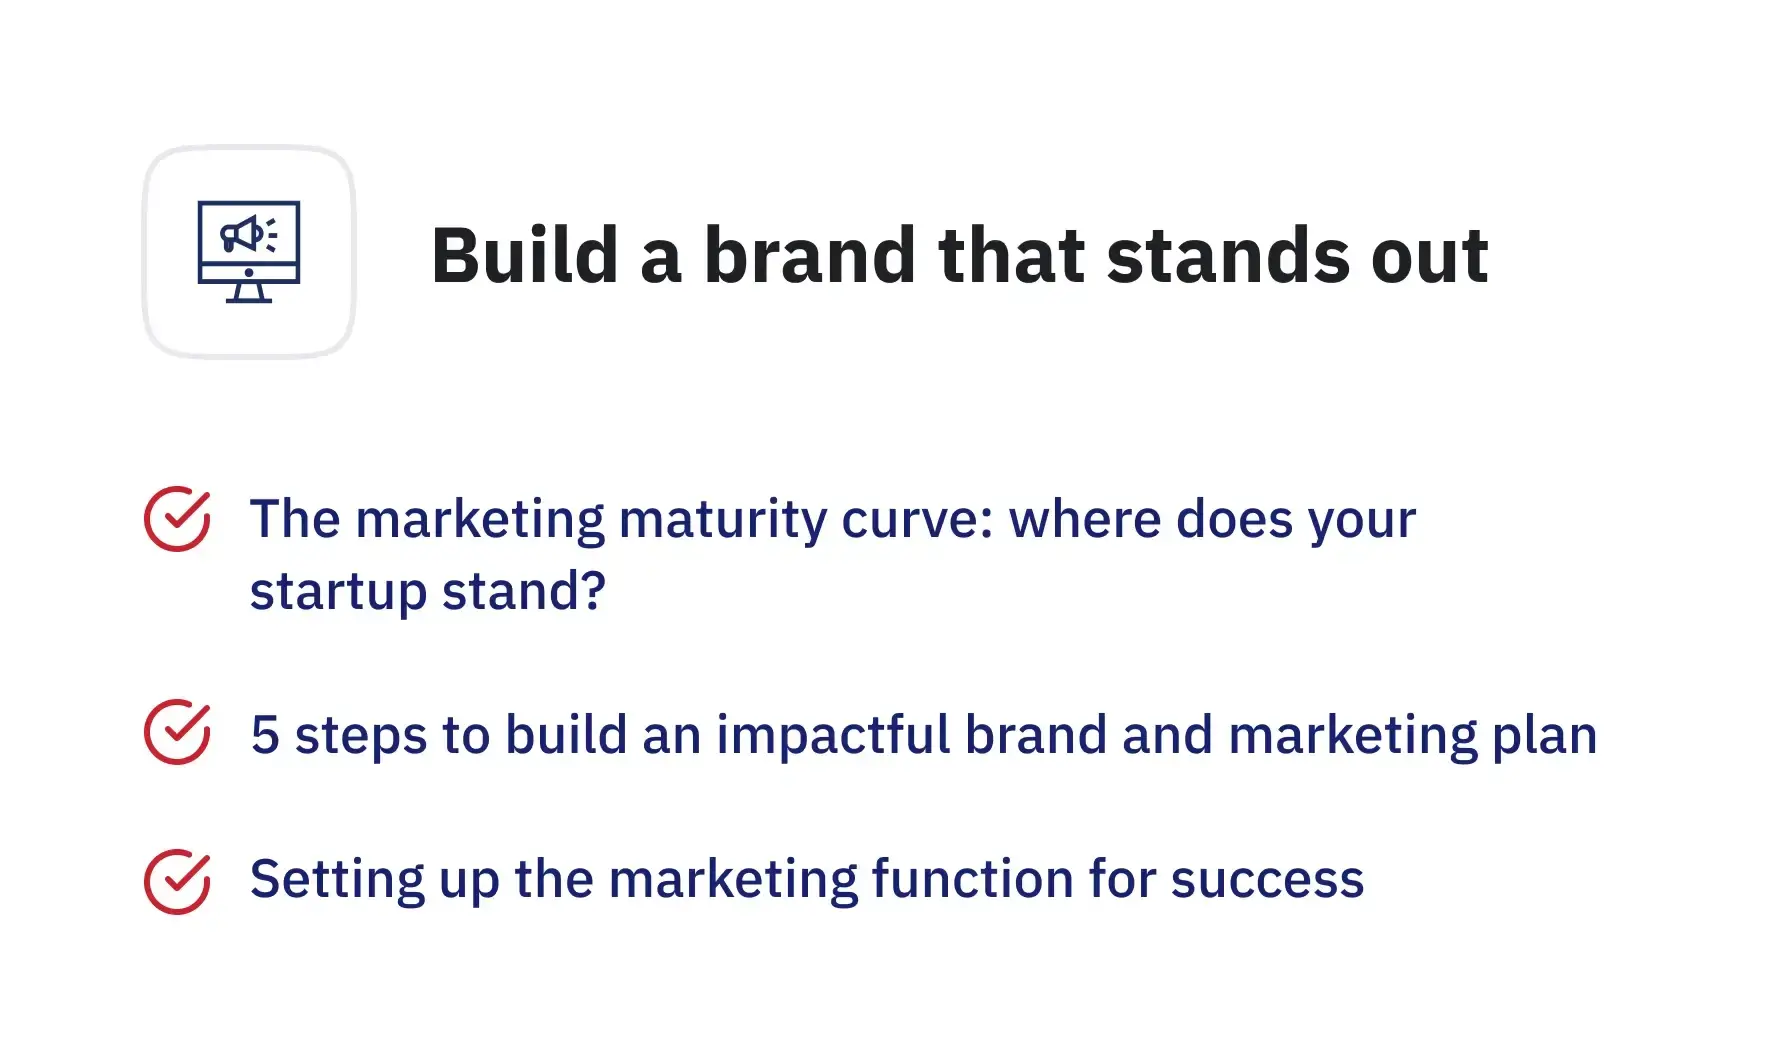 Build a brand that stands out
The marketing maturity curve: where does your
startup stand?
5 steps to build an impactful brand and marketing plan
Setting up the marketing function for success